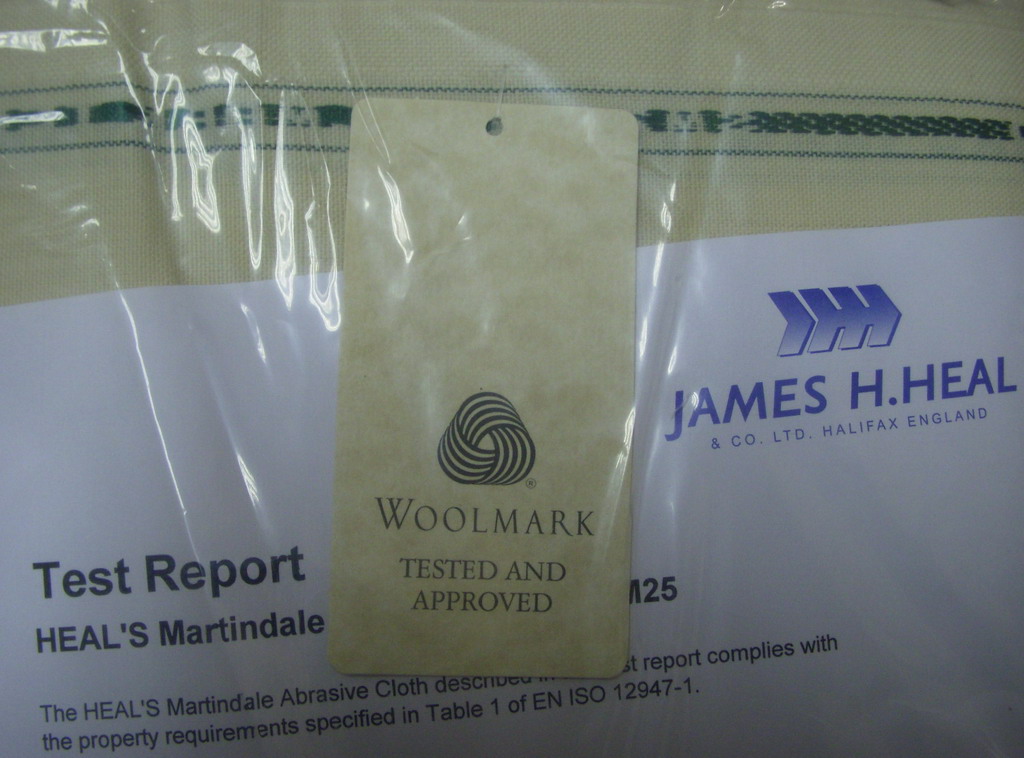 JAMES H.HEAL
& CO. LTD. HALIFAX ENGLAND
®
WOOLMARK
TESTED AND
APPROVED
Test Report
HEAL'S Martindale M25
The HEAL'S Martindale Abrasive Cloth described report complies with
the property requirements specified in Table 1 of EN ISO 12947-1.